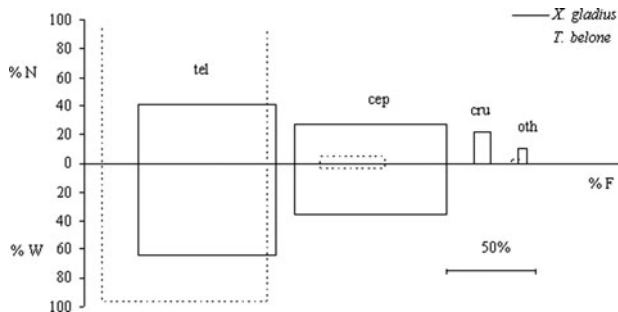 100
80
% N
60
40
20
0
20
40
% W
60
80
100
tel
cep
cru
oth
% F
50%
X. gladius
T. belone